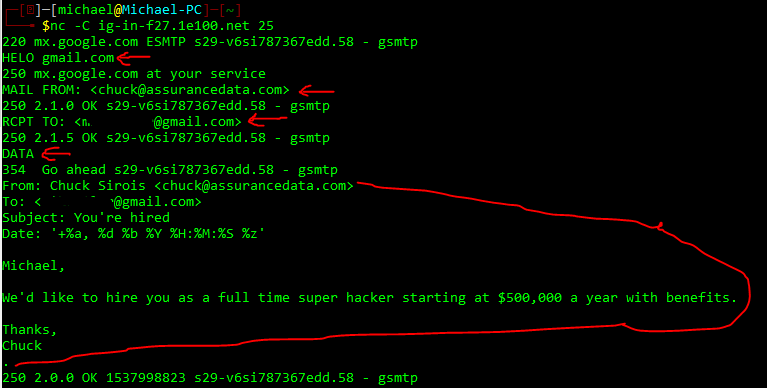 [michael@Michael-PC]-[~]
$nc -C ig-in-f27.1e100.net 25
220 mx.google.com ESMTP s29-v6si787367edd.58 - gsmtp
HELO gmail.com
250 mx.google.com at your service
MAIL FROM: <chuck@assurancedata.com>
250 2.1.0 OK s29-v6si787367edd.58 - gsmtp
RCPT TO: < @gmail.com>
250 2.1.5 OK s29-v6si787367edd.58 - gsmtp
DATA
354  Go ahead s29-v6si787367edd.58 - gsmtp
From: Chuck Sirois <chuck@assurancedata.com>
To: < @gmail.com>
Subject: You're hired
Date: '+%a, %d %b %Y %H:%M:%S %z'
Michael,
We'd like to hire you as a full time super hacker starting at $500,000 a year with benefits.
Thanks,
Chuck
.
250 2.0.0 OK 1537998823 s29-v6si787367edd.58 - gsmtp